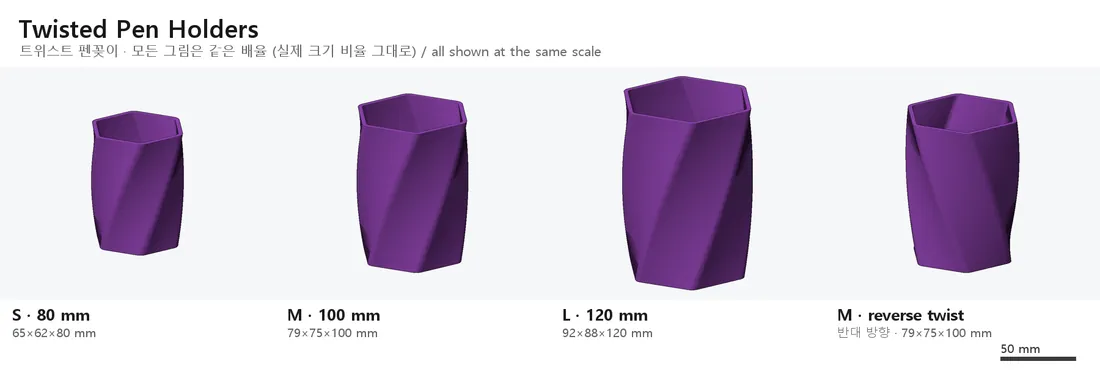 Twisted Pen Holders
트위스트 펜꽂이 · 모든 그림은 같은 배율 (실제 크기 비율 그대로) / all shown at the same scale
S · 80 mm
65×62×80 mm
M · 100 mm
79×75×100 mm
L · 120 mm
92×88×120 mm
M · reverse twist
반대 방향 · 79×75×100 mm
50 mm